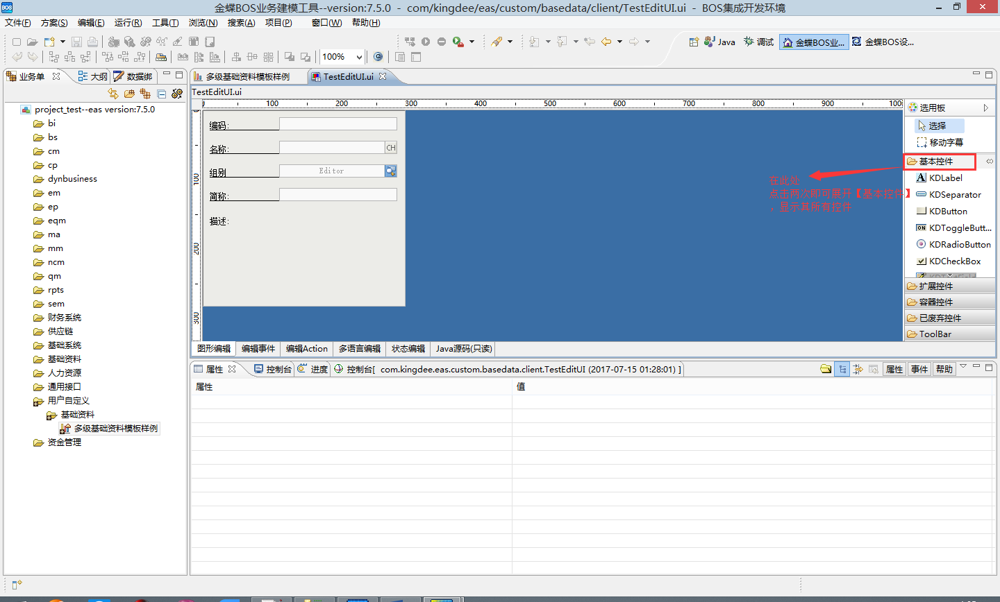 BOS
金蝶BOS业务建模工具--version:7.5.0 - com/kingdee/eas/custom/basedata/client/TestEditUI.ui - BOS集成开发环境
文件(F) 方案(S) 编辑(E) 运行(R) 工具(T) 浏览(N) 搜索(A) 项目(P) 窗口(W) 帮助(H)
Java 调试 金蝶BOS业... 金蝶BOS设...
100%
业务单 大纲 数据绑
多级基础资料模板样例 TestEditUI.ui
TestEditUI.ui
0 100 200 300 400 500 600 700 800 900 1000
0
100
200
300
project_test--eas version:7.5.0
bi
bs
cm
cp
dynbusiness
em
ep
eqm
ma
mm
ncm
qm
rpts
sem
财务系统
供应链
基础系统
基础资料
人力资源
通用接口
用户自定义
基础资料
多级基础资料模板样例
资金管理
编码:
名称: CH
组别 Editor
简称:
描述:
在此处
点击两次即可展开【基本控件】
，显示其所有控件
选用板
选择
移动字幕
基本控件
KDLabel
KDSeparator
KDButton
ON KDToggleButt...
KDRadioButton
KDCheckBox
KDTextField
扩展控件
容器控件
已废弃控件
ToolBar
图形编辑 编辑事件 编辑Action 多语言编辑 状态编辑 Java源码(只读)
属性 控制台 进度 控制台[ com.kingdee.eas.custom.basedata.client.TestEditUI (2017-07-15 01:28:01) ]
属性 事件 帮助
属性 值